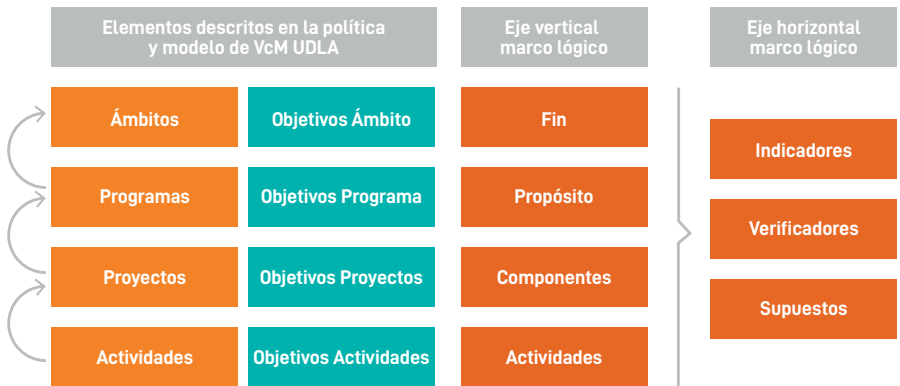 Elementos descritos en la política
y modelo de VcM UDLA
Eje vertical
marco lógico
Eje horizontal
marco lógico
Ámbitos
Objetivos Ámbito
Fin
Programas
Objetivos Programa
Propósito
Proyectos
Objetivos Proyectos
Componentes
Actividades
Objetivos Actividades
Actividades
Indicadores
Verificadores
Supuestos